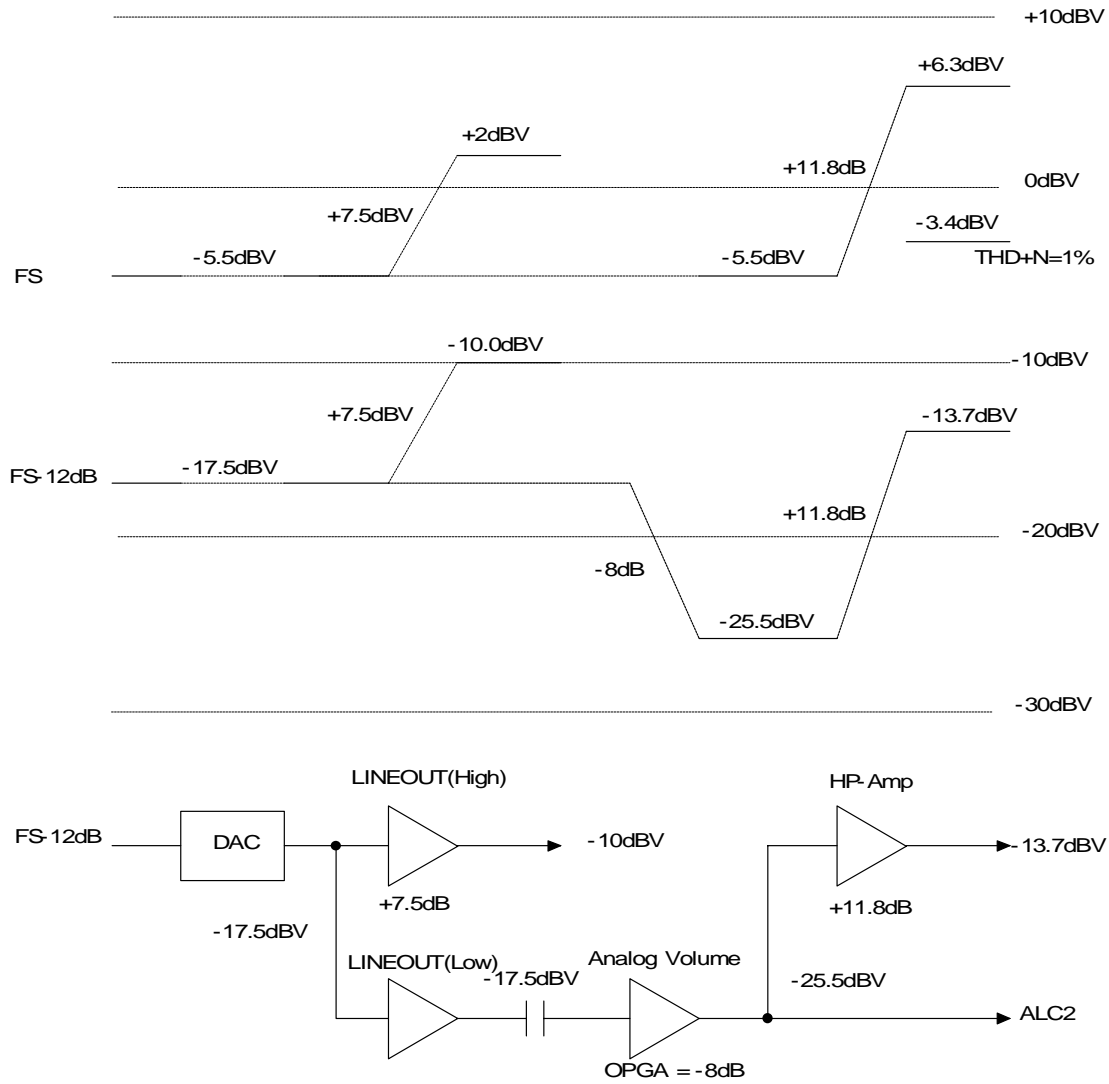 +10dBV
+6.3dBV
+2dBV
+11.8dB
0dBV
+7.5dBV
-3.4dBV
-5.5dBV
-5.5dBV
THD+N=1%
FS
-10.0dBV
-10dBV
+7.5dBV
-13.7dBV
FS-12dB
-17.5dBV
+11.8dB
-20dBV
-8dB
-25.5dBV
-30dBV
LINEOUT(High)
HP-Amp
FS-12dB
DAC
-10dBV
-13.7dBV
+7.5dB
+11.8dB
-17.5dBV
LINEOUT(Low)
-17.5dBV
Analog Volume
-25.5dBV
ALC2
OPGA = -8dB